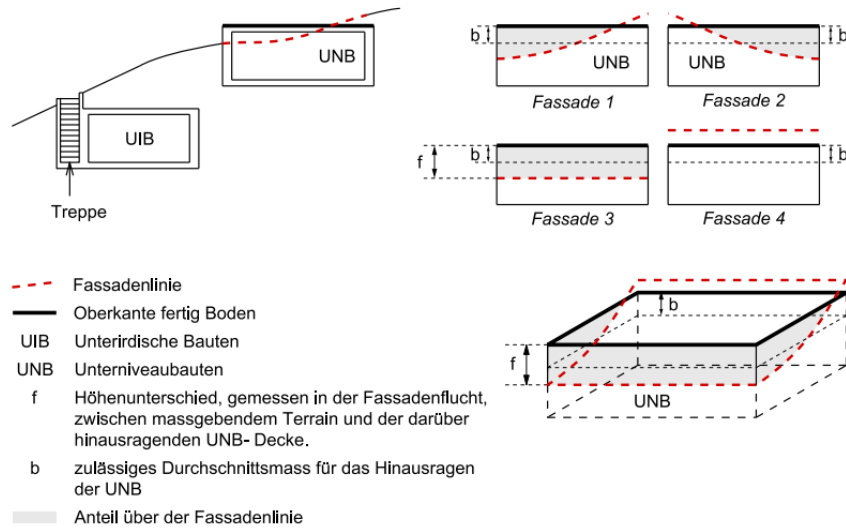 UNB
UIB
Treppe
b
UNB
Fassade 1
UNB
b
Fassade 2
f
b
Fassade 3
b
Fassade 4
Fassadenlinie
Oberkante fertig Boden
UIB Unterirdische Bauten
UNB Unterniveaubauten
f Höhenunterschied, gemessen in der Fassadenflucht,
zwischen massgebendem Terrain und der darüber
hinausragenden UNB- Decke.
b zulässiges Durchschnittsmass für das Hinausragen
der UNB
Anteil über der Fassadenlinie
b
f
UNB